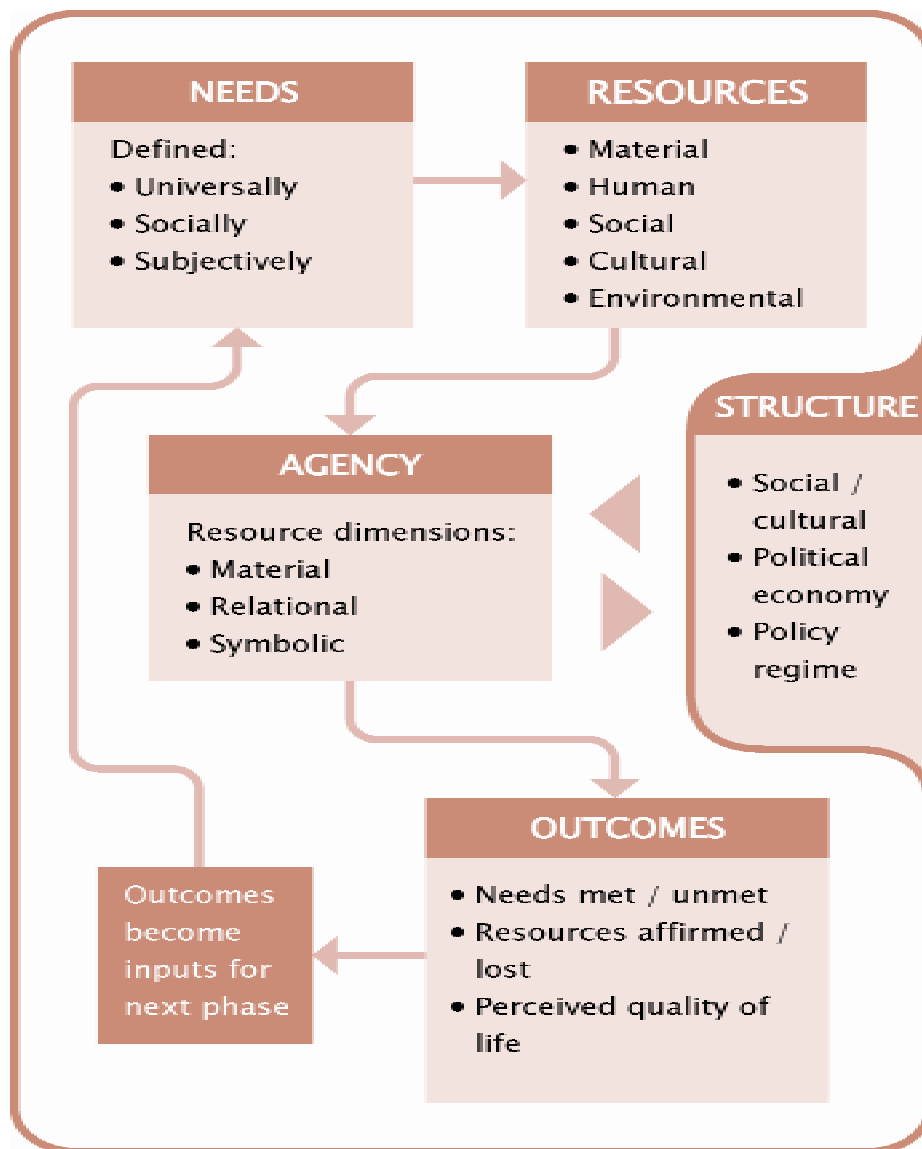 NEEDS
Defined:
• Universally
• Socially
• Subjectively
RESOURCES
• Material
• Human
• Social
• Cultural
• Environmental
AGENCY
Resource dimensions:
• Material
• Relational
• Symbolic
STRUCTURE
• Social /
cultural
• Political
economy
• Policy
regime
OUTCOMES
• Needs met / unmet
• Resources affirmed /
lost
• Perceived quality of
life
Outcomes
become
inputs for
next phase